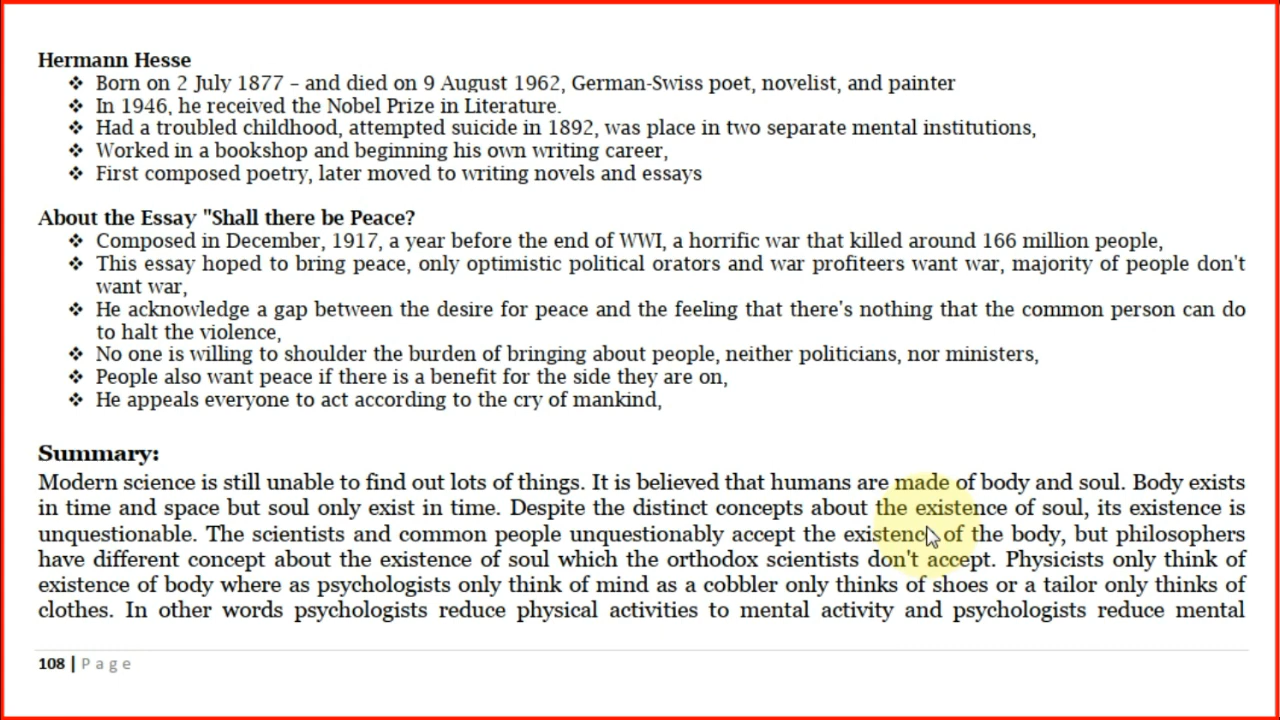 Hermann Hesse
❖ Born on 2 July 1877 – and died on 9 August 1962, German-Swiss poet, novelist, and painter
❖ In 1946, he received the Nobel Prize in Literature.
❖ Had a troubled childhood, attempted suicide in 1892, was place in two separate mental institutions,
❖ Worked in a bookshop and beginning his own writing career,
❖ First composed poetry, later moved to writing novels and essays
About the Essay "Shall there be Peace?
❖ Composed in December, 1917, a year before the end of WWI, a horrific war that killed around 166 million people,
❖ This essay hoped to bring peace, only optimistic political orators and war profiteers want war, majority of people don't
want war,
❖ He acknowledge a gap between the desire for peace and the feeling that there's nothing that the common person can do
to halt the violence,
❖ No one is willing to shoulder the burden of bringing about people, neither politicians, nor ministers,
❖ People also want peace if there is a benefit for the side they are on,
❖ He appeals everyone to act according to the cry of mankind,
Summary:
Modern science is still unable to find out lots of things. It is believed that humans are made of body and soul. Body exists
in time and space but soul only exist in time. Despite the distinct concepts about the existence of soul, its existence is
unquestionable. The scientists and common people unquestionably accept the existence of the body, but philosophers
have different concept about the existence of soul which the orthodox scientists don't accept. Physicists only think of
existence of body where as psychologists only think of mind as a cobbler only thinks of shoes or a tailor only thinks of
clothes. In other words psychologists reduce physical activities to mental activity and psychologists reduce mental
108 | Page